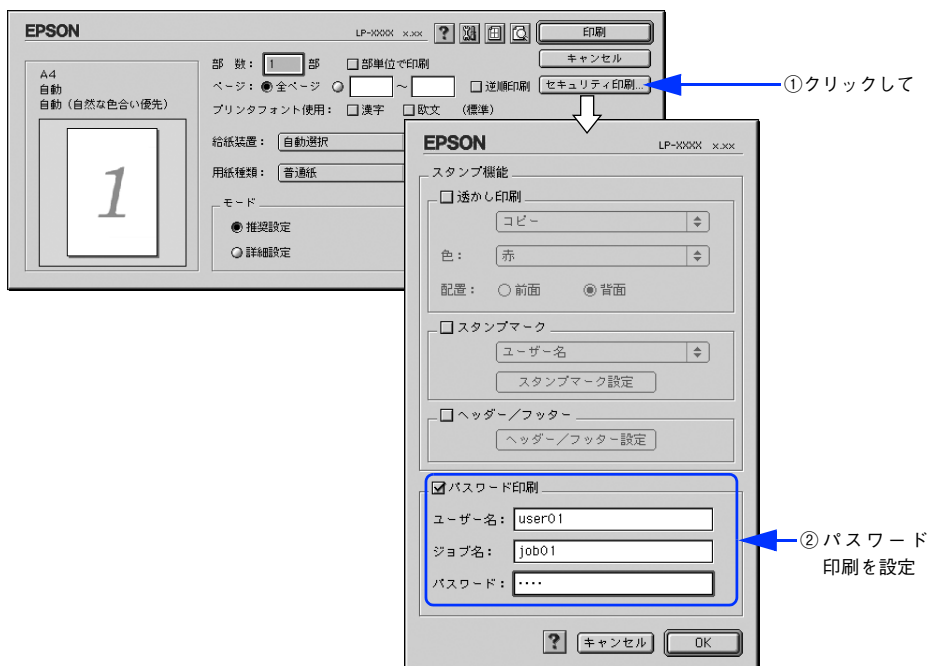 EPSON
LP-XXXX x.xx
?
印刷
キャンセル
セキュリティ印刷...
A4
自動
自動（自然な色合い優先）
1
部 数： 1 部 部単位で印刷
ページ： 全ページ ～ 逆順印刷
プリンタフォント使用： 漢字 欧文 （標準）
給紙装置： 自動選択
用紙種類： 普通紙
モード
推奨設定
詳細設定
①クリックして
EPSON
LP-XXXX x.xx
スタンプ機能
透かし印刷
コピー
色： 赤
配置： 前面 背面
スタンプマーク
ユーザー名
スタンプマーク設定
ヘッダー／フッター
ヘッダー／フッター設定
パスワード印刷
ユーザー名： user01
ジョブ名： job01
パスワード： ････
②パスワード
印刷を設定
?
キャンセル
OK